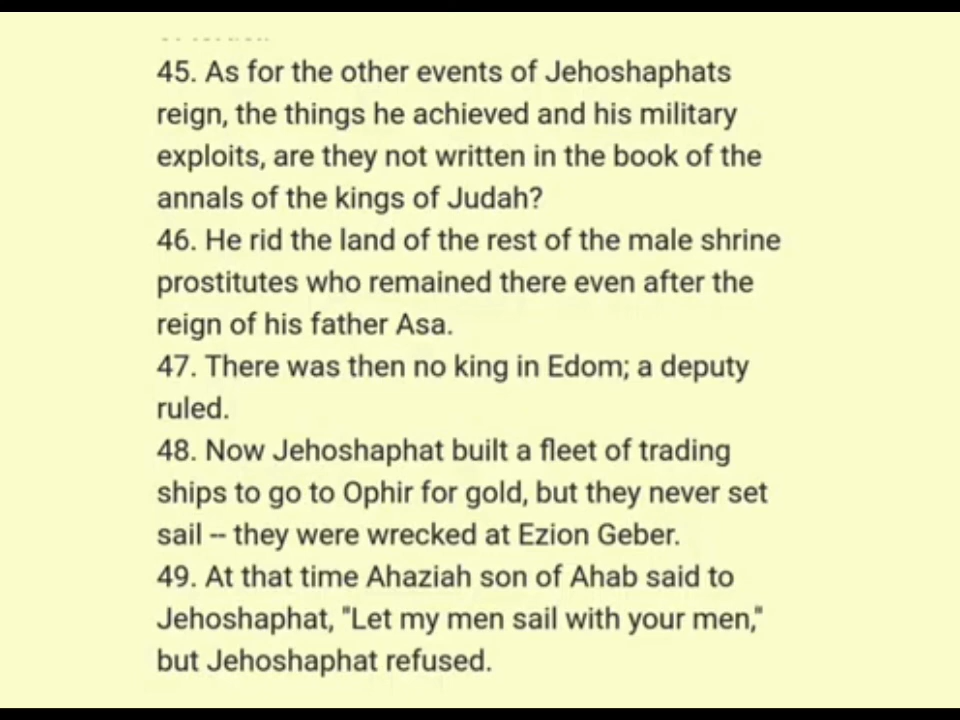 45. As for the other events of Jehoshaphats
reign, the things he achieved and his military
exploits, are they not written in the book of the
annals of the kings of Judah?
46. He rid the land of the rest of the male shrine
prostitutes who remained there even after the
reign of his father Asa.
47. There was then no king in Edom; a deputy
ruled.
48. Now Jehoshaphat built a fleet of trading
ships to go to Ophir for gold, but they never set
sail -- they were wrecked at Ezion Geber.
49. At that time Ahaziah son of Ahab said to
Jehoshaphat, "Let my men sail with your men,"
but Jehoshaphat refused.